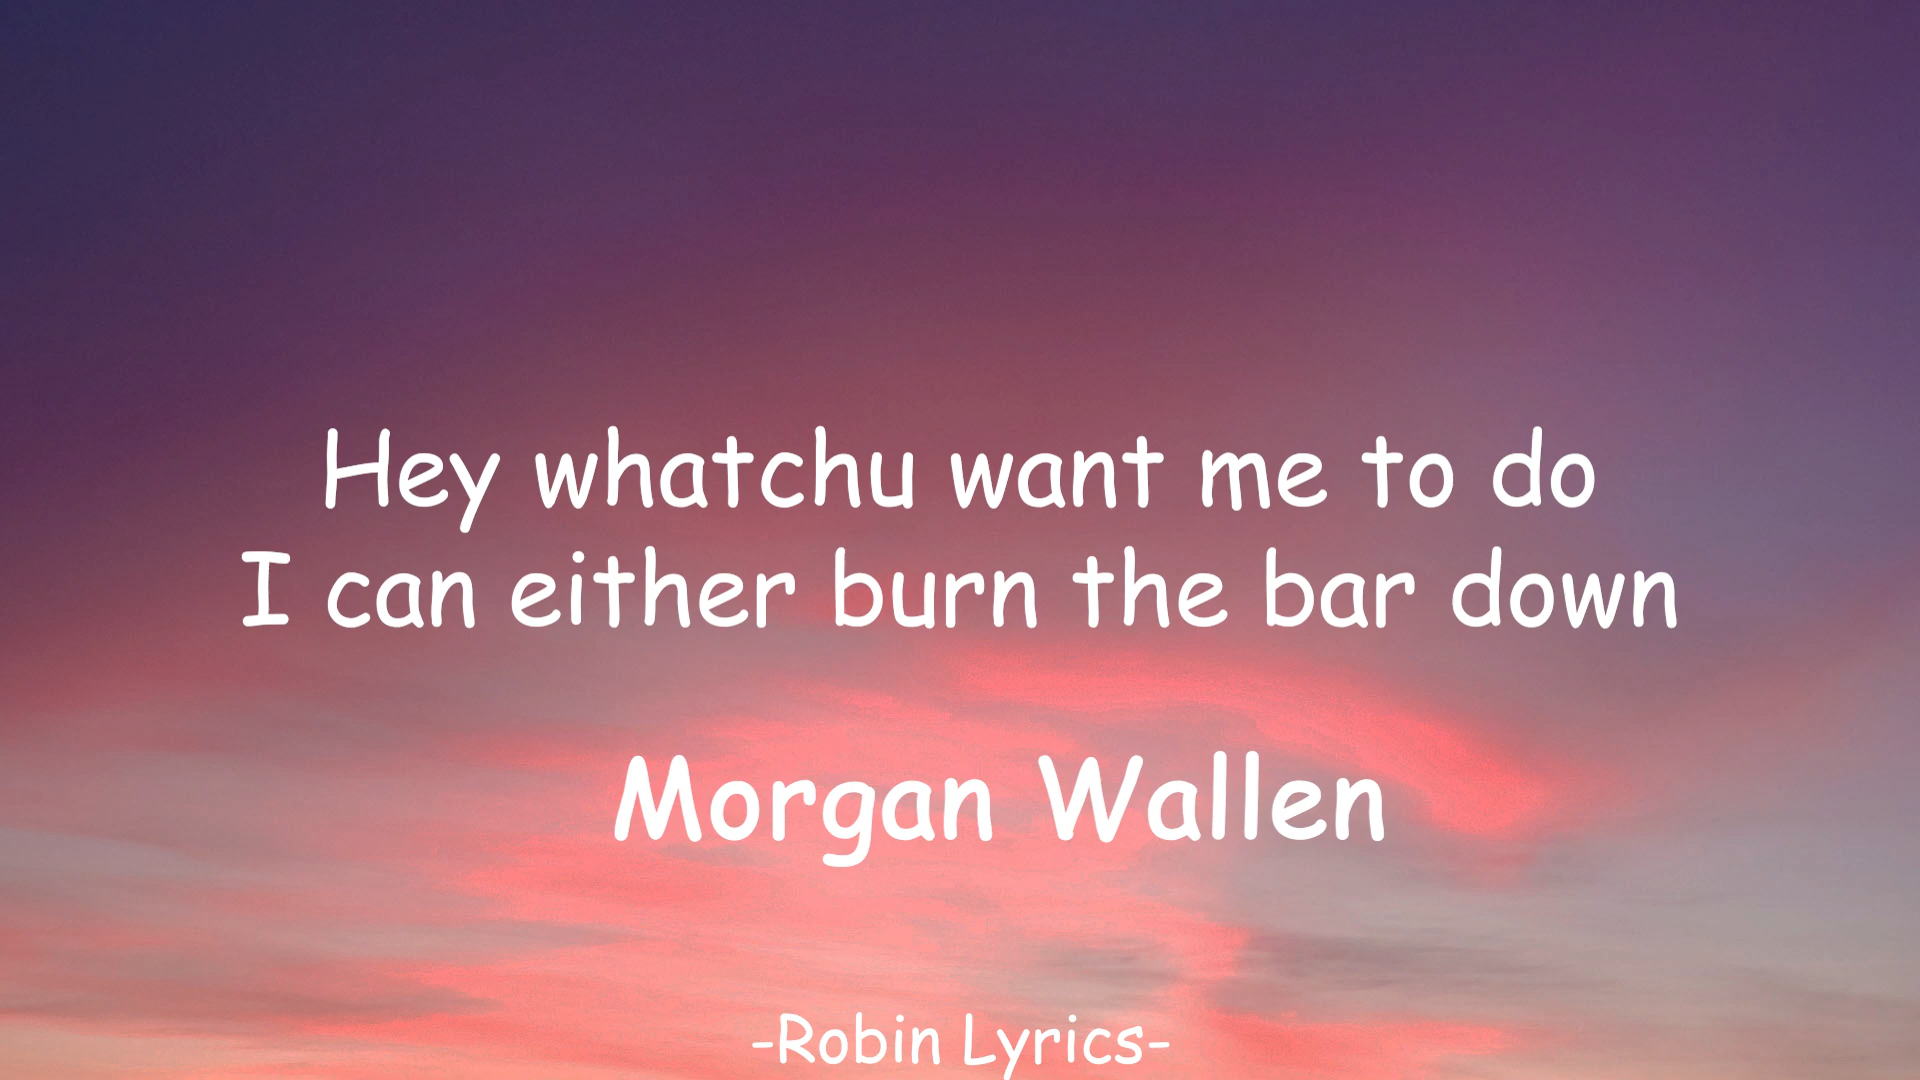 Hey whatchu want me to do
I can either burn the bar down
Morgan Wallen
-Robin Lyrics-